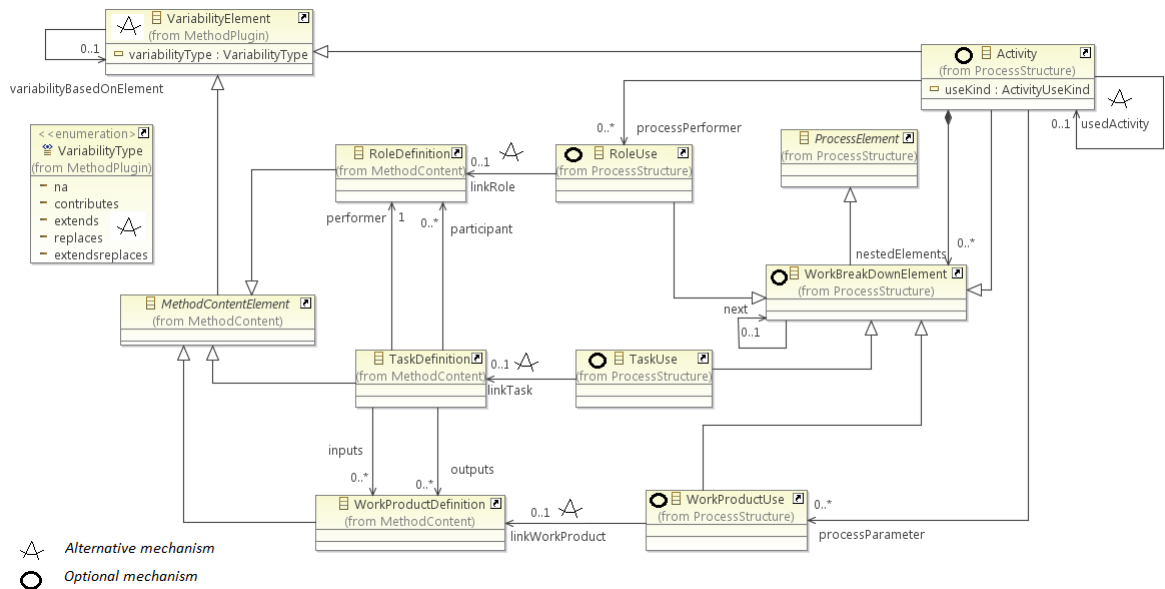 VariabilityElement
(from MethodPlugin)
variabilityType : VariabilityType
0..1
variabilityBasedOnElement
Activity
(from ProcessStructure)
useKind : ActivityUseKind
0..1
usedActivity
<<enumeration>>
VariabilityType
(from MethodPlugin)
na
contributes
extends
replaces
extendsreplaces
0..*
processPerformer
ProcessElement
(from ProcessStructure)
RoleDefinition
(from MethodContent)
0..1
linkRole
RoleUse
(from ProcessStructure)
performer
1
0..*
participant
nestedElements
0..*
WorkBreakDownElement
(from ProcessStructure)
next
0..1
MethodContentElement
(from MethodContent)
TaskDefinition
(from MethodContent)
0..1
linkTask
TaskUse
(from ProcessStructure)
inputs
0..*
outputs
0..*
WorkProductDefinition
(from MethodContent)
0..1
linkWorkProduct
WorkProductUse
(from ProcessStructure)
0..*
processParameter
Alternative mechanism
Optional mechanism